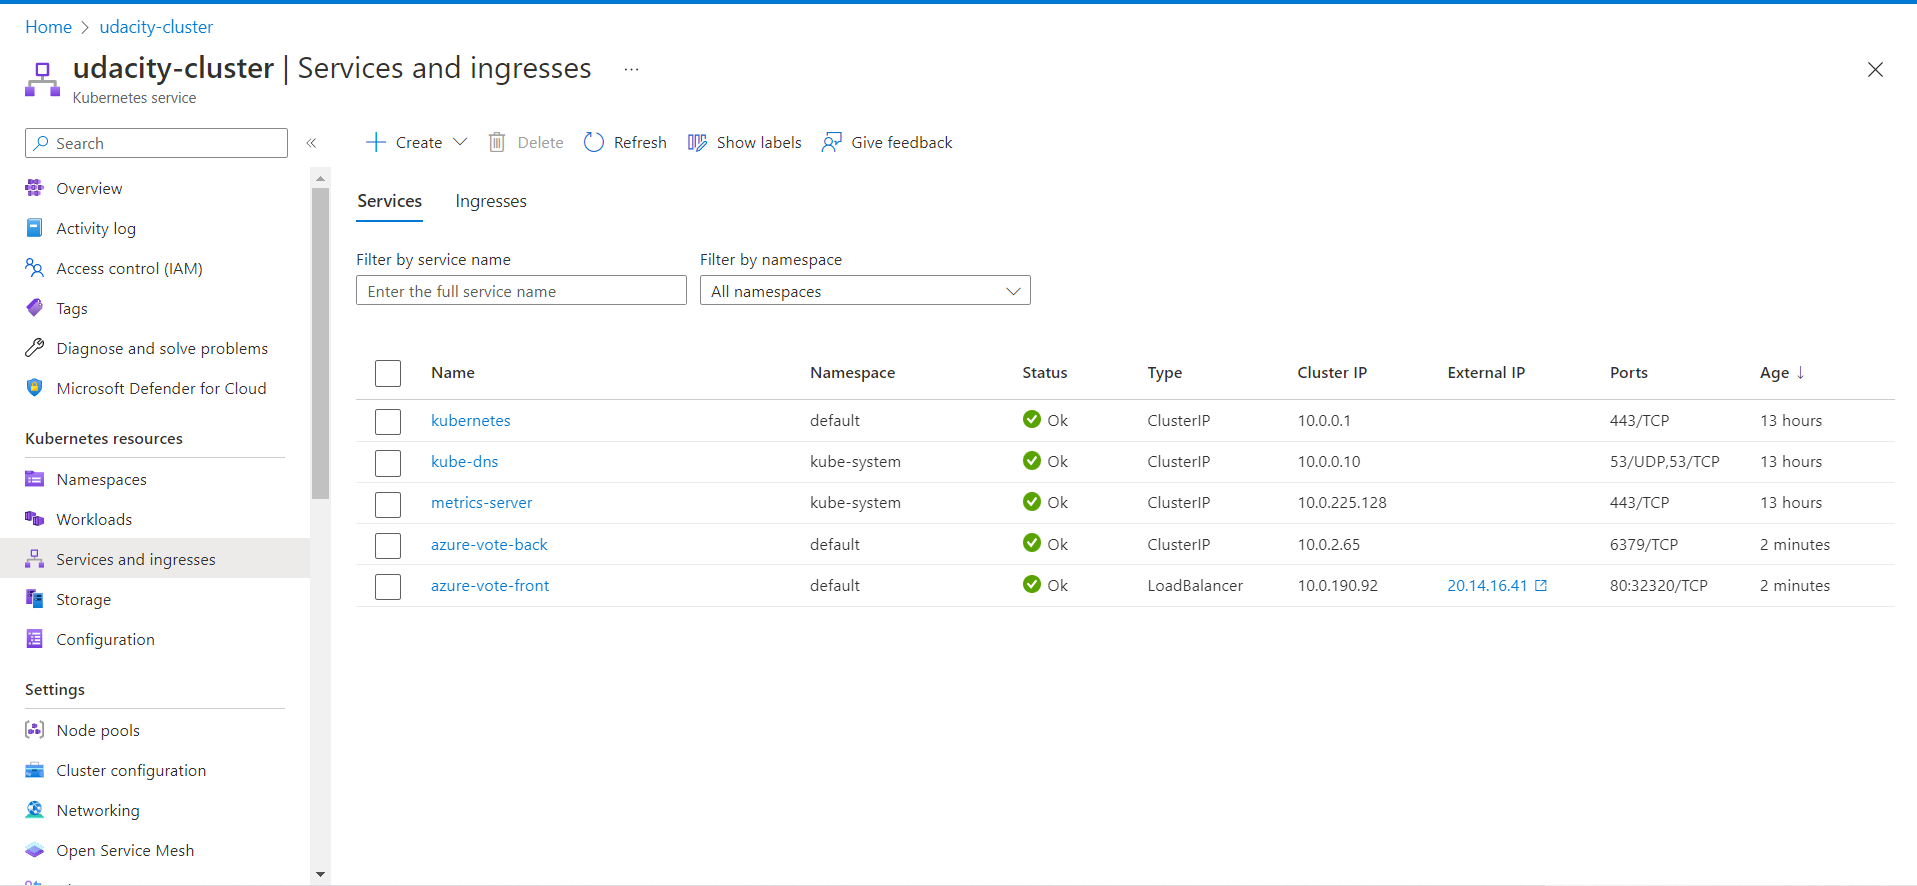 Home > udacity-cluster
udacity-cluster | Services and ingresses ...
Kubernetes service
Search «
Overview
Activity log
Access control (IAM)
Tags
Diagnose and solve problems
Microsoft Defender for Cloud
Kubernetes resources
Namespaces
Workloads
Services and ingresses
Storage
Configuration
Settings
Node pools
Cluster configuration
Networking
Open Service Mesh
Create Delete Refresh Show labels Give feedback
Services Ingresses
Filter by service name Filter by namespace
Enter the full service name All namespaces
Name Namespace Status Type Cluster IP External IP Ports Age ↓
kubernetes default Ok ClusterIP 10.0.0.1 443/TCP 13 hours
kube-dns kube-system Ok ClusterIP 10.0.0.10 53/UDP,53/TCP 13 hours
metrics-server kube-system Ok ClusterIP 10.0.225.128 443/TCP 13 hours
azure-vote-back default Ok ClusterIP 10.0.2.65 6379/TCP 2 minutes
azure-vote-front default Ok LoadBalancer 10.0.190.92 20.14.16.41 80:32320/TCP 2 minutes